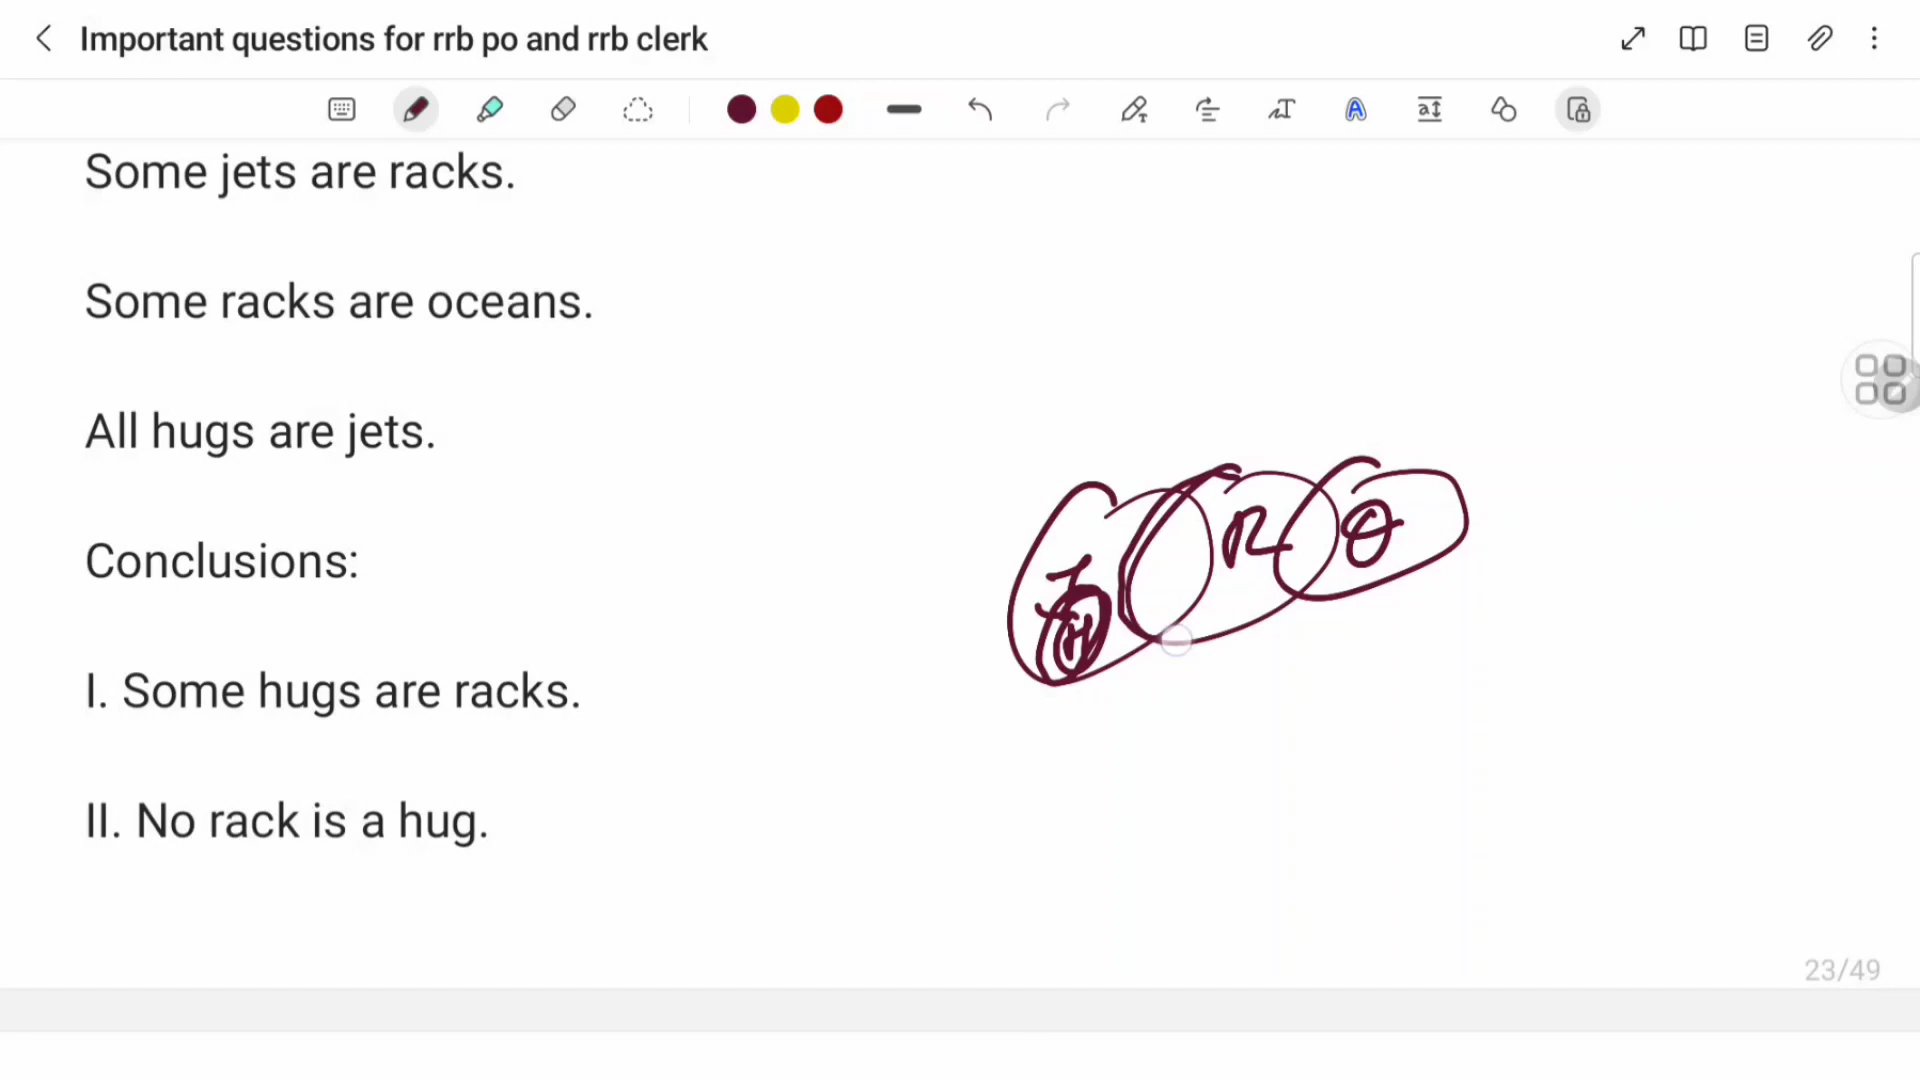 Important questions for rrb po and rrb clerk
Some jets are racks.
Some racks are oceans.
All hugs are jets.
Conclusions:
I. Some hugs are racks.
II. No rack is a hug.
J
R
O
H
23/49